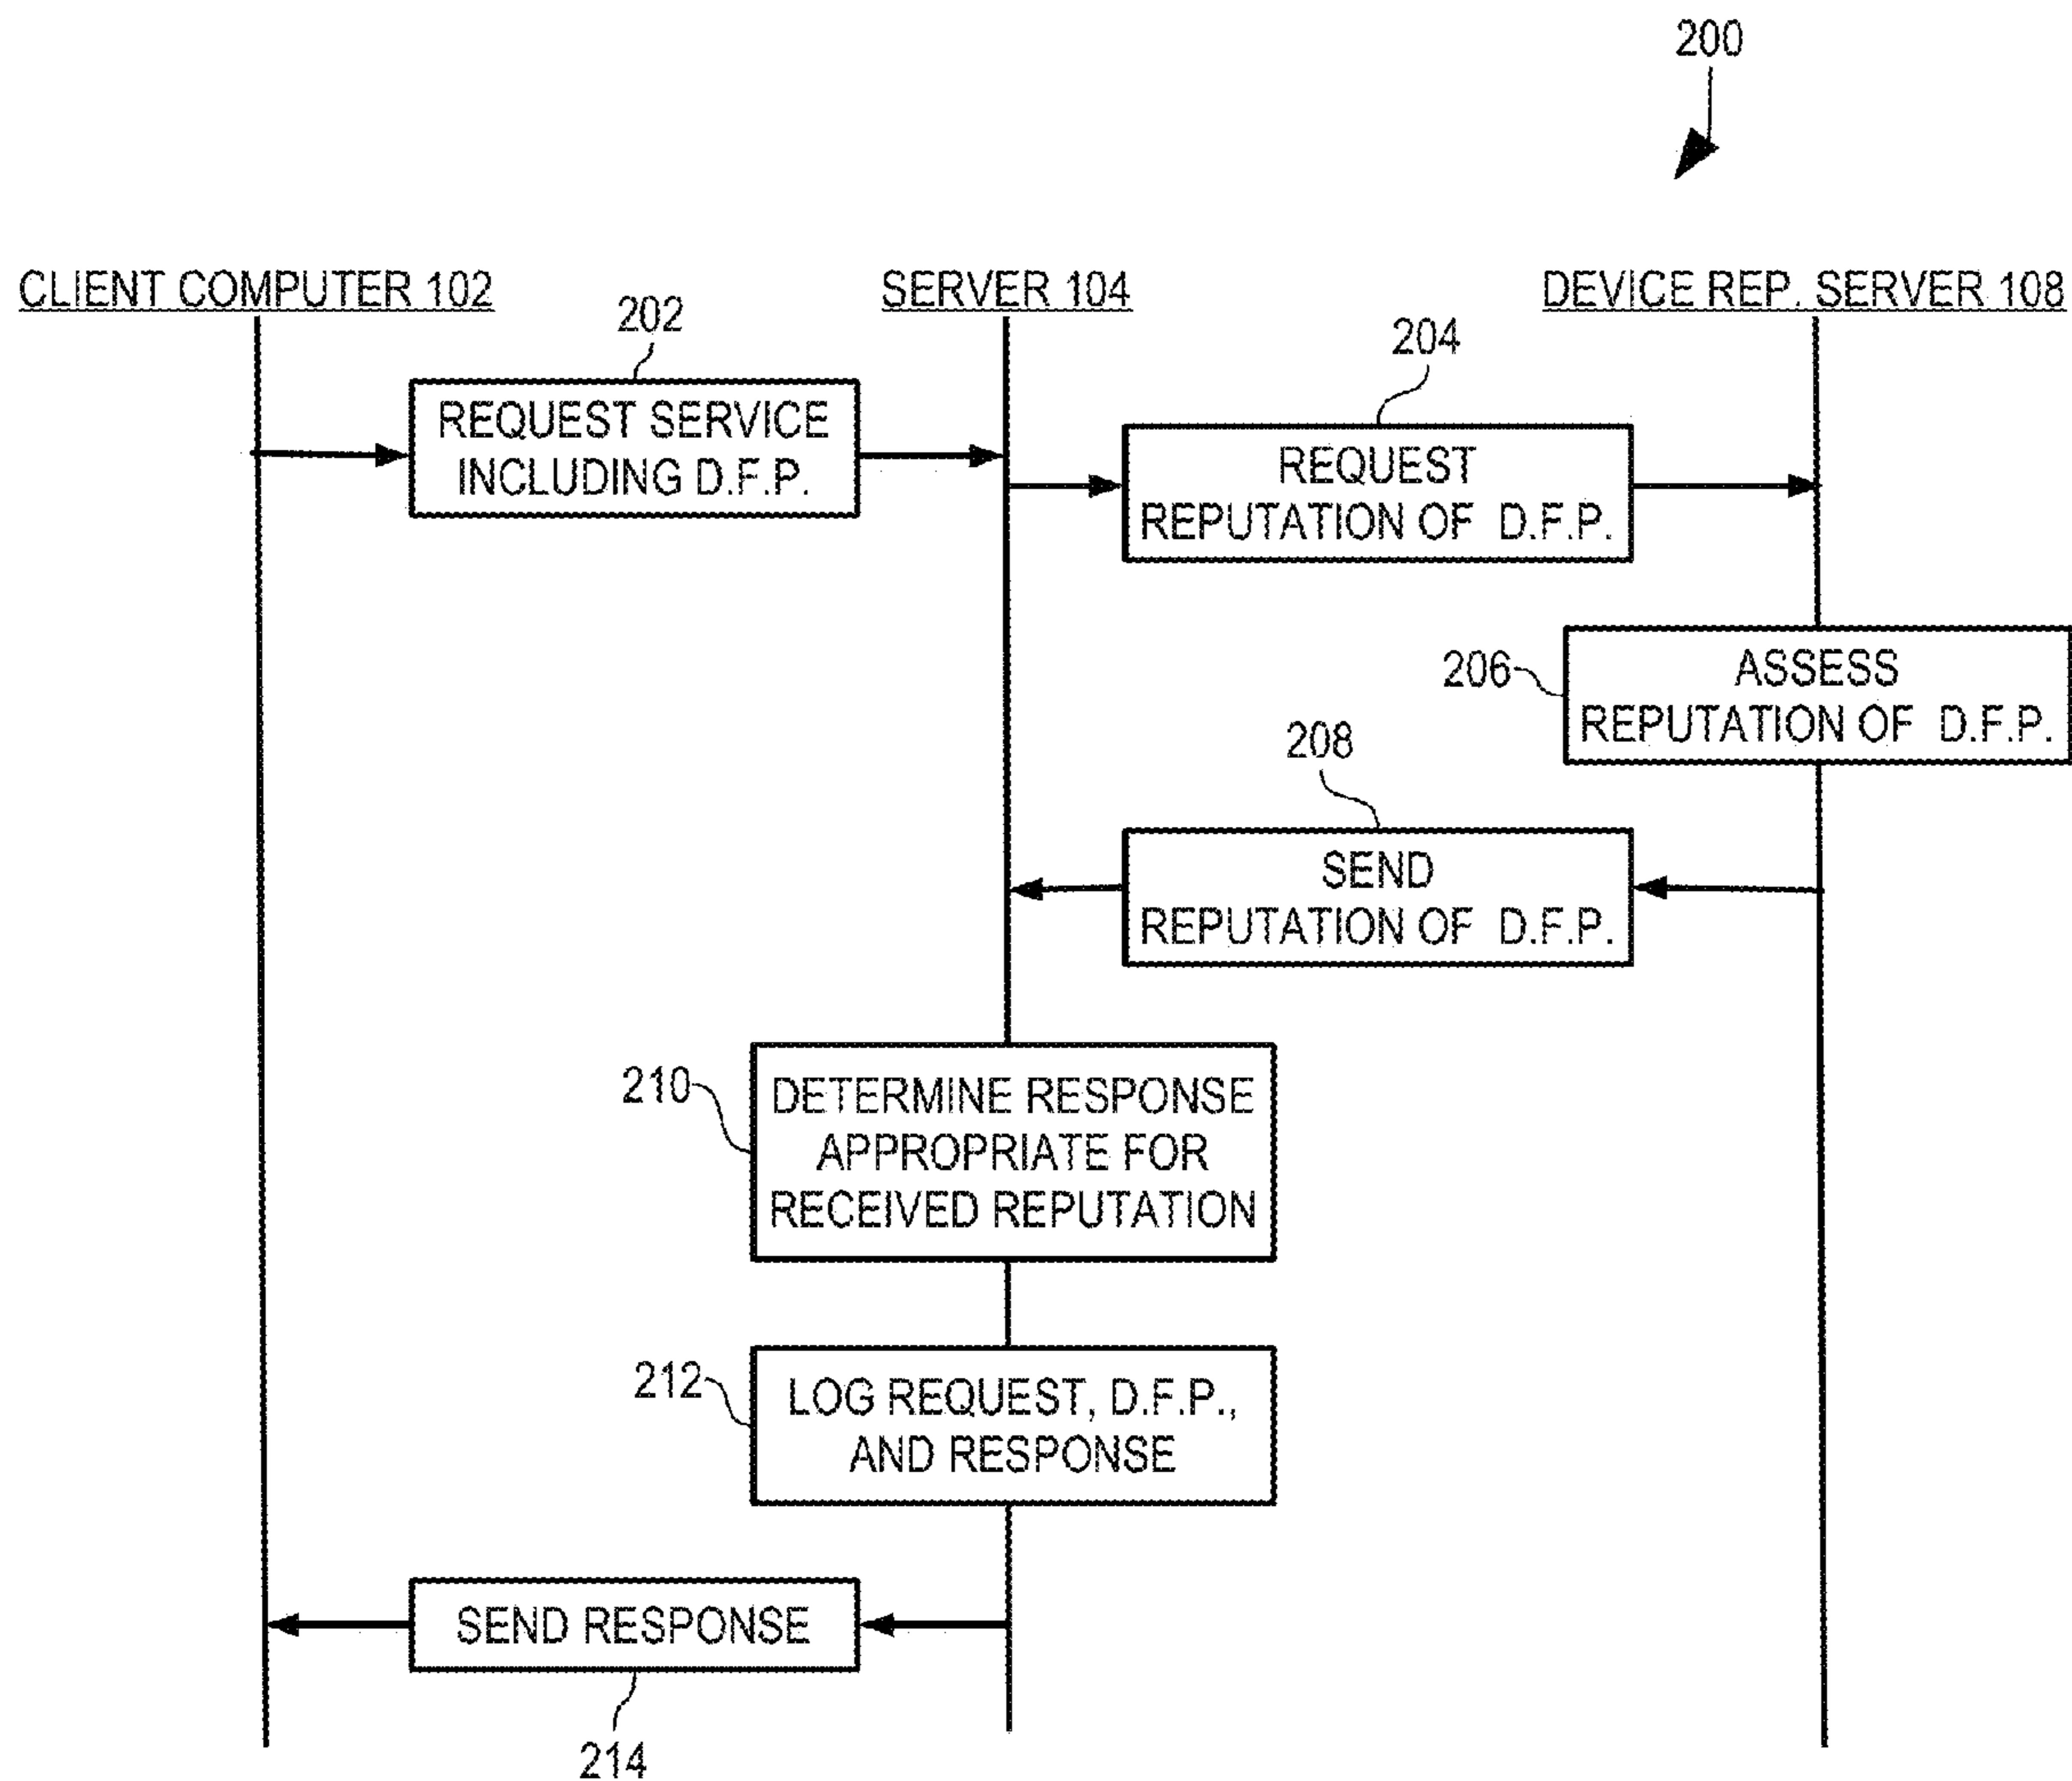 200
CLIENT COMPUTER 102
SERVER 104
DEVICE REP. SERVER 108
202
REQUEST SERVICE
INCLUDING D.F.P.
204
REQUEST
REPUTATION OF D.F.P.
206
ASSESS
REPUTATION OF D.F.P.
208
SEND
REPUTATION OF D.F.P.
210
DETERMINE RESPONSE
APPROPRIATE FOR
RECEIVED REPUTATION
212
LOG REQUEST, D.F.P.,
AND RESPONSE
SEND RESPONSE
214